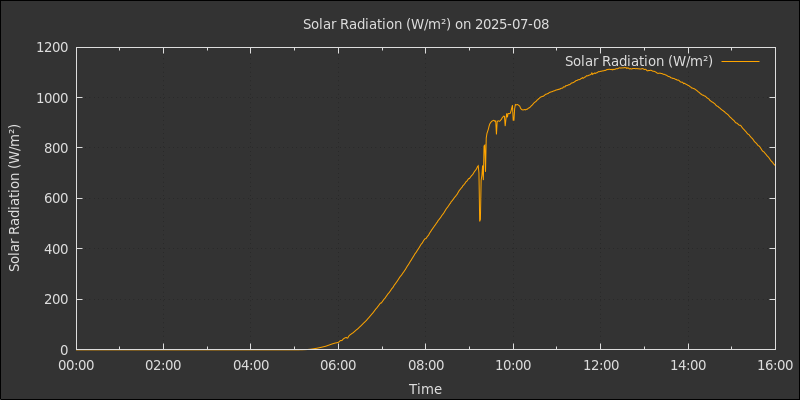 Solar Radiation (W/m²) on 2025-07-08
Solar Radiation (W/m²)
Solar Radiation (W/m²)
1200
1000
800
600
400
200
0
00:00 02:00 04:00 06:00 08:00 10:00 12:00 14:00 16:00
Time